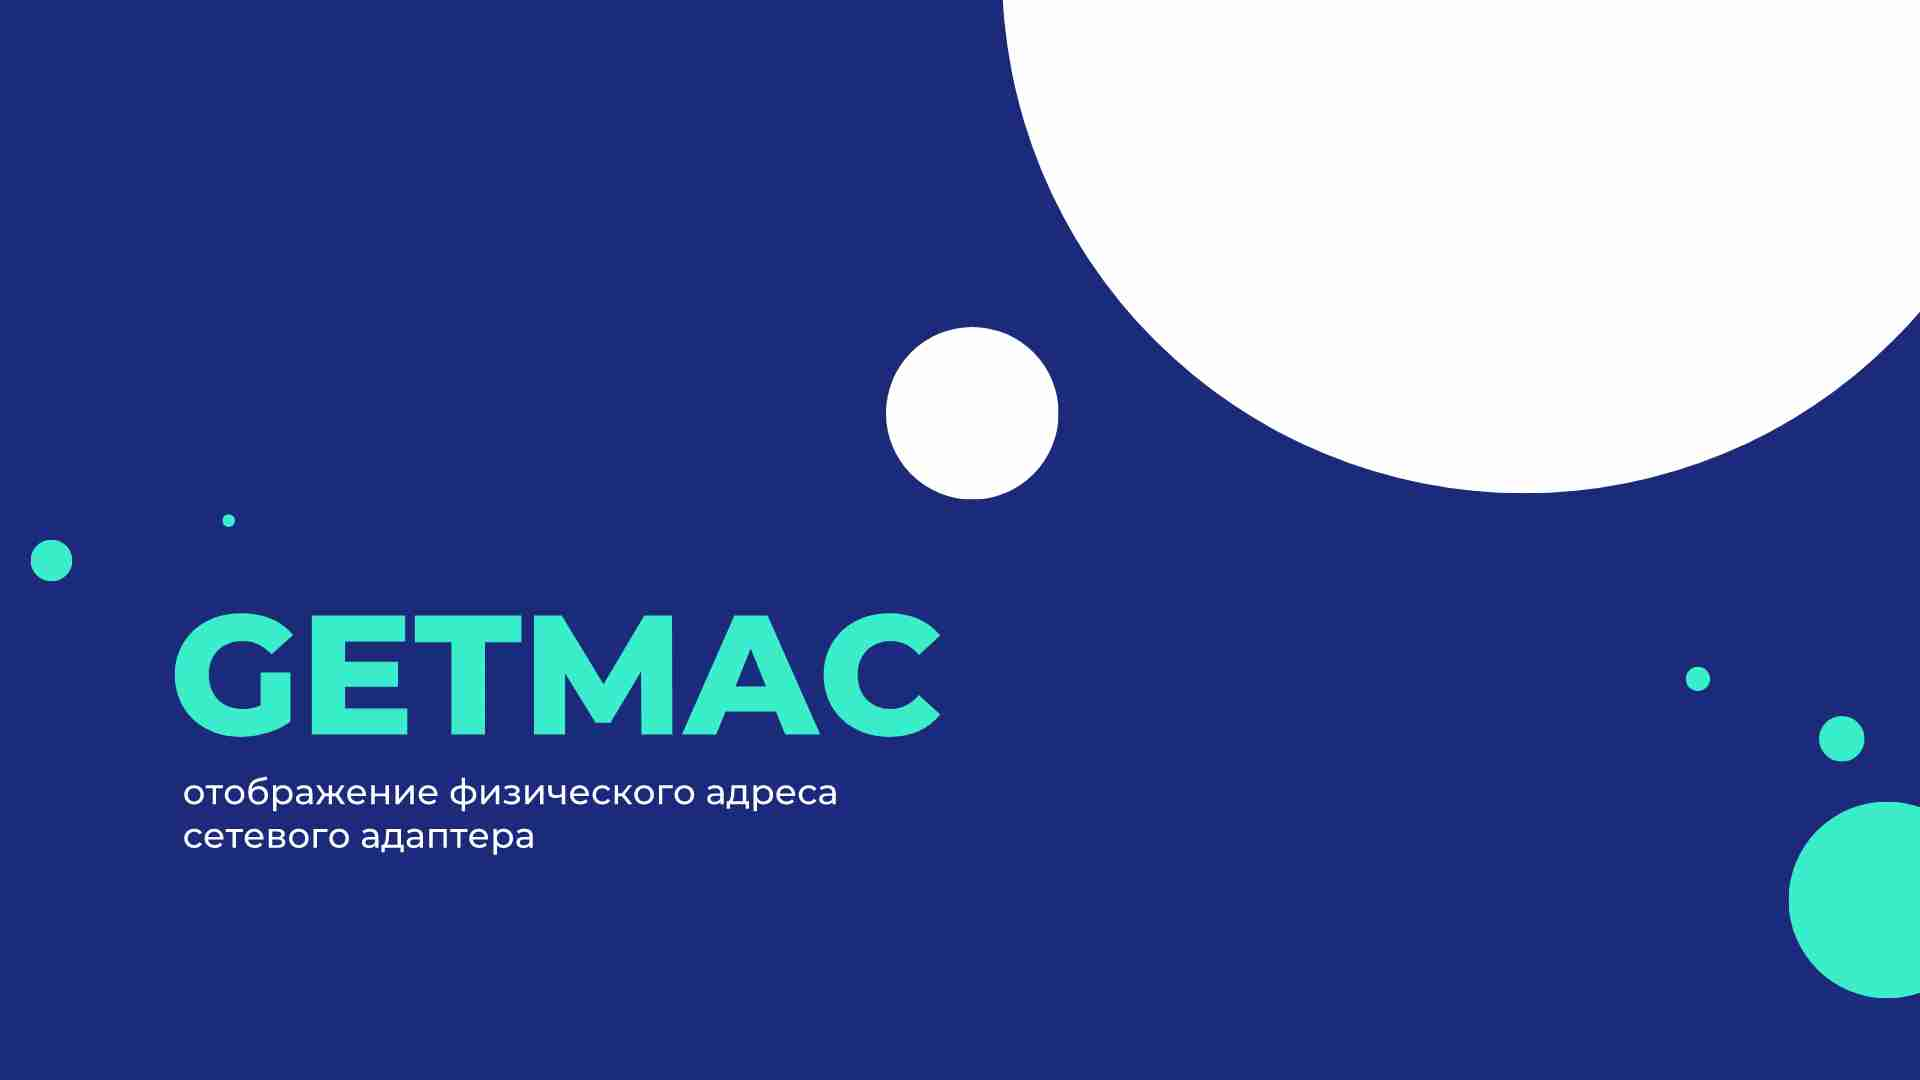 GETMAC
отображение физического адреса
сетевого адаптера